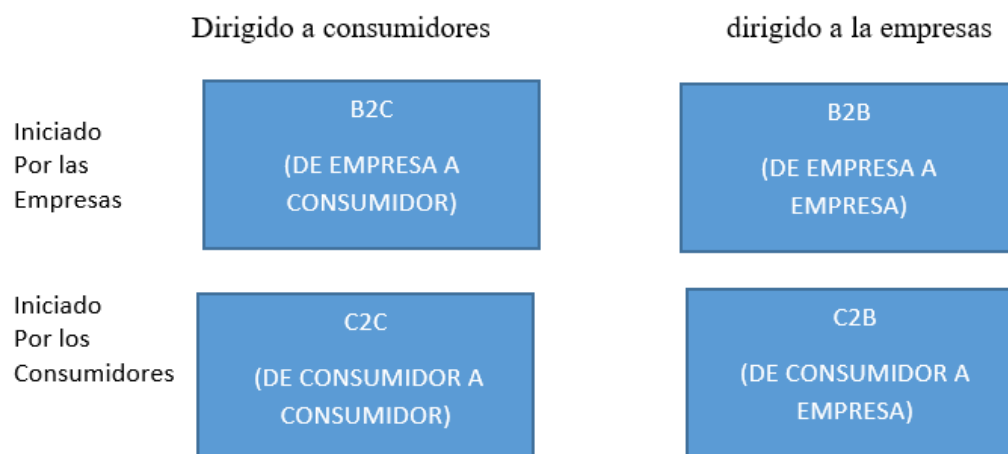 Dirigido a consumidores
dirigido a la empresas
Iniciado
Por las
Empresas
B2C
(DE EMPRESA A
CONSUMIDOR)
B2B
(DE EMPRESA A
EMPRESA)
Iniciado
Por los
Consumidores
C2C
(DE CONSUMIDOR A
CONSUMIDOR)
C2B
(DE CONSUMIDOR A
EMPRESA)